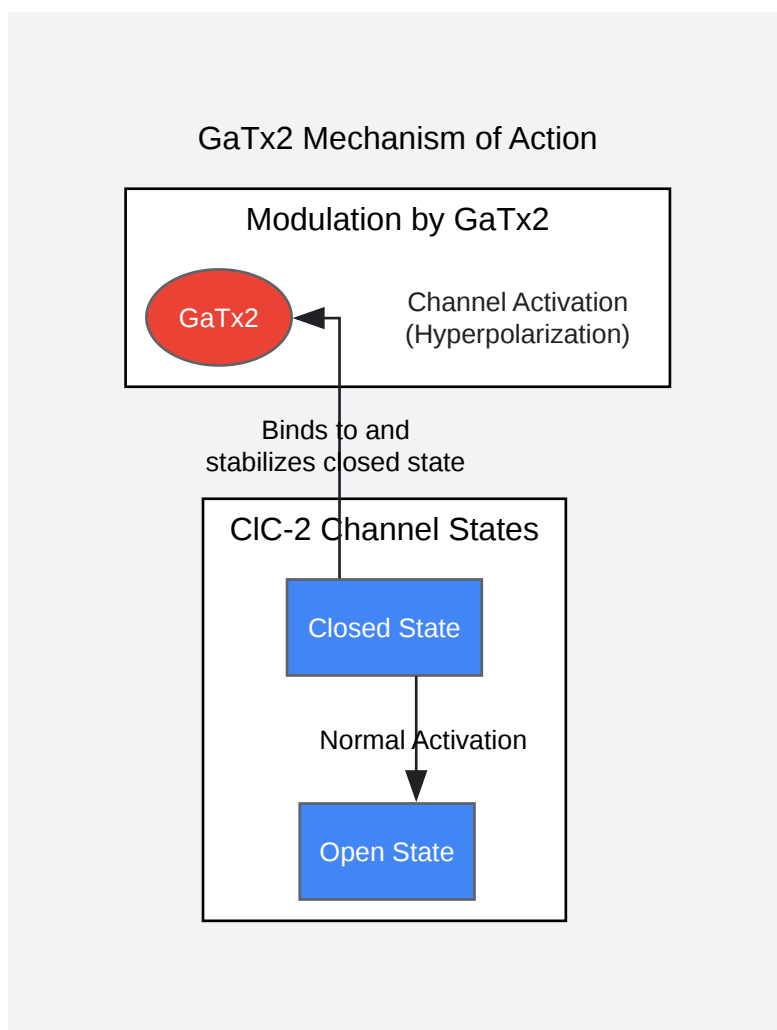 GaTx2 Mechanism of Action
Modulation by GaTx2
GaTx2
Channel Activation
(Hyperpolarization)
Binds to and
stabilizes closed state
ClC-2 Channel States
Closed State
Normal Activation
Open State